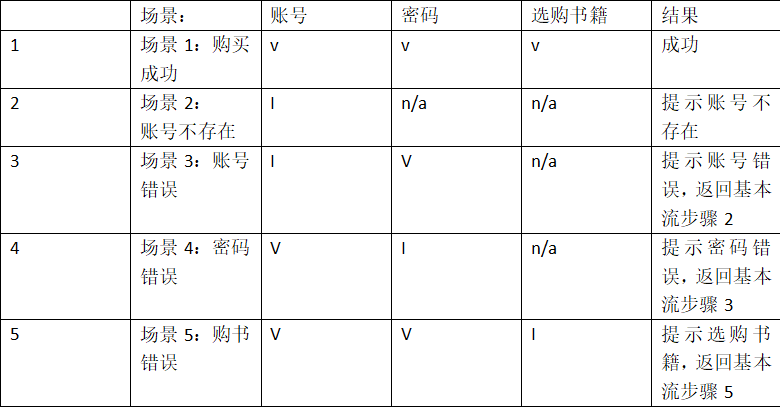 场景： 账号 密码 选购书籍 结果
1 场景 1：购买 v v v 成功
成功
2 场景 2： I n/a n/a 提示账号不
账号不存在 存在
3 场景 3：账号 I V n/a 提示账号错
错误 误，返回基本
流步骤 2
4 场景 4：密码 V I n/a 提示密码错
错误 误，返回基本
流步骤 3
5 场景 5：购书 V V I 提示选购书
错误 籍，返回基本
流步骤 5